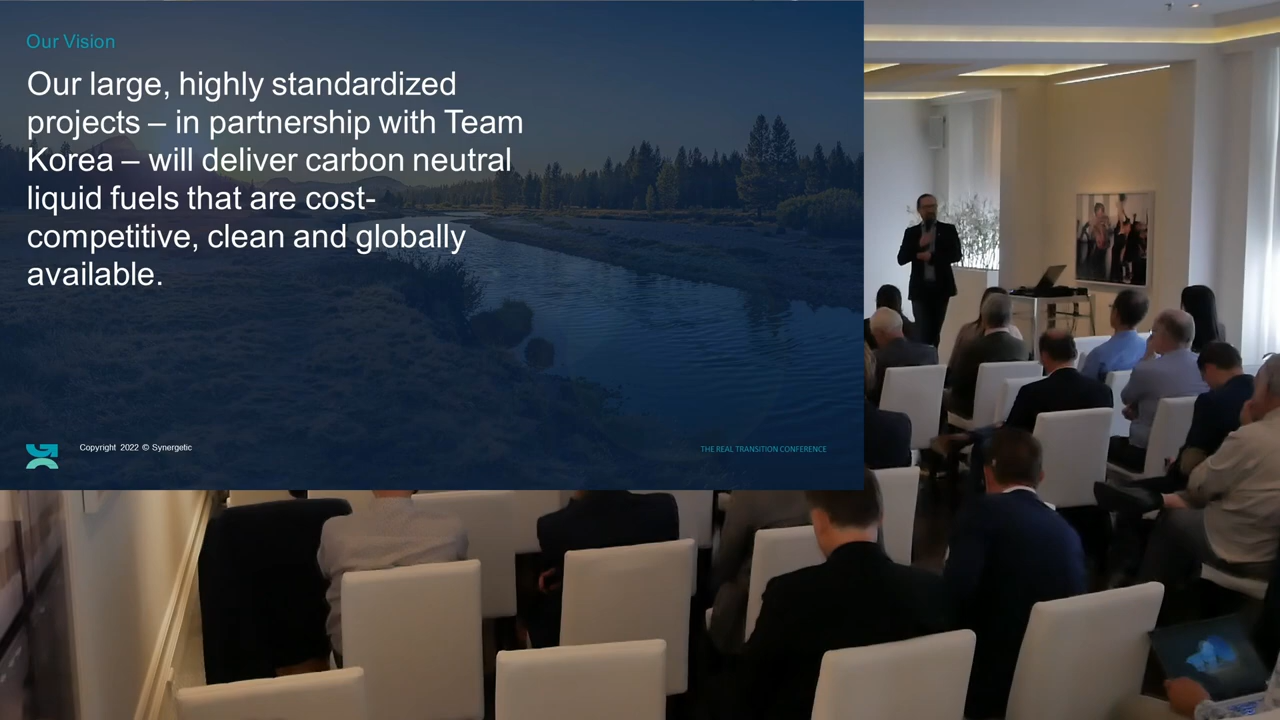 Our Vision
Our large, highly standardized
projects – in partnership with Team
Korea – will deliver carbon neutral
liquid fuels that are cost-
competitive, clean and globally
available.
Copyright 2022 © Synergetic
THE REAL TRANSITION CONFERENCE